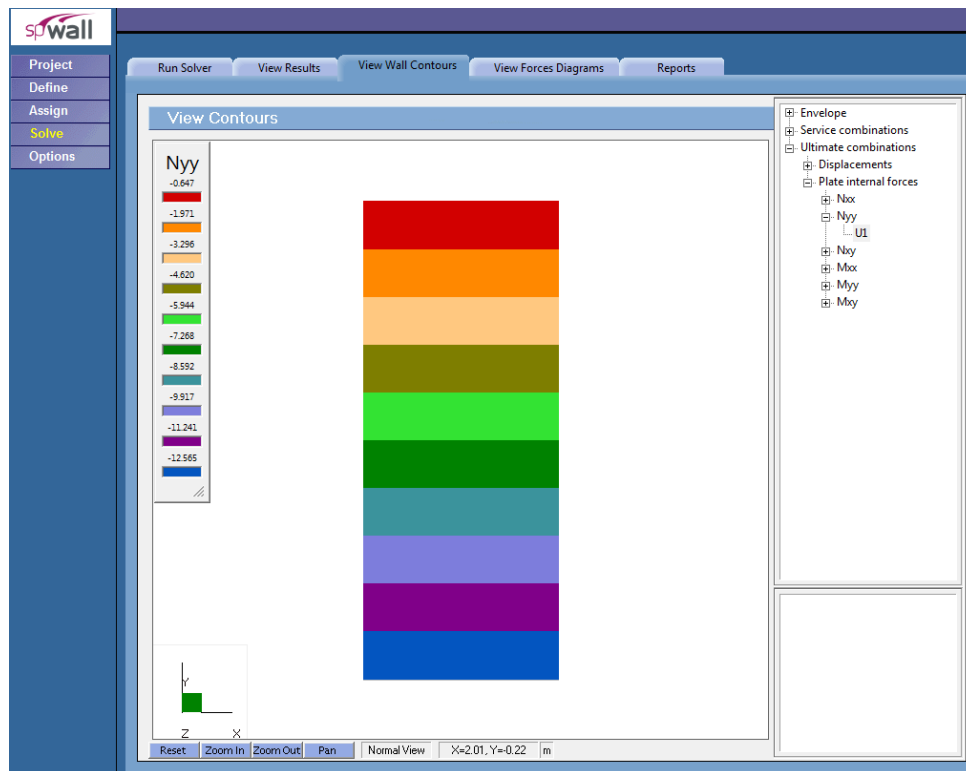 spwall
Project
Define
Assign
Solve
Options
Run Solver
View Results
View Wall Contours
View Forces Diagrams
Reports
View Contours
Nyy
-0.647
-1.971
-3.296
-4.620
-5.944
-7.268
-8.592
-9.917
-11.241
-12.565
Y
Z X
Reset Zoom In Zoom Out Pan Normal View X=2.01, Y=-0.22 m
Envelope
Service combinations
Ultimate combinations
Displacements
Plate internal forces
Nxx
Nyy
U1
Nxy
Mxx
Myy
Mxy